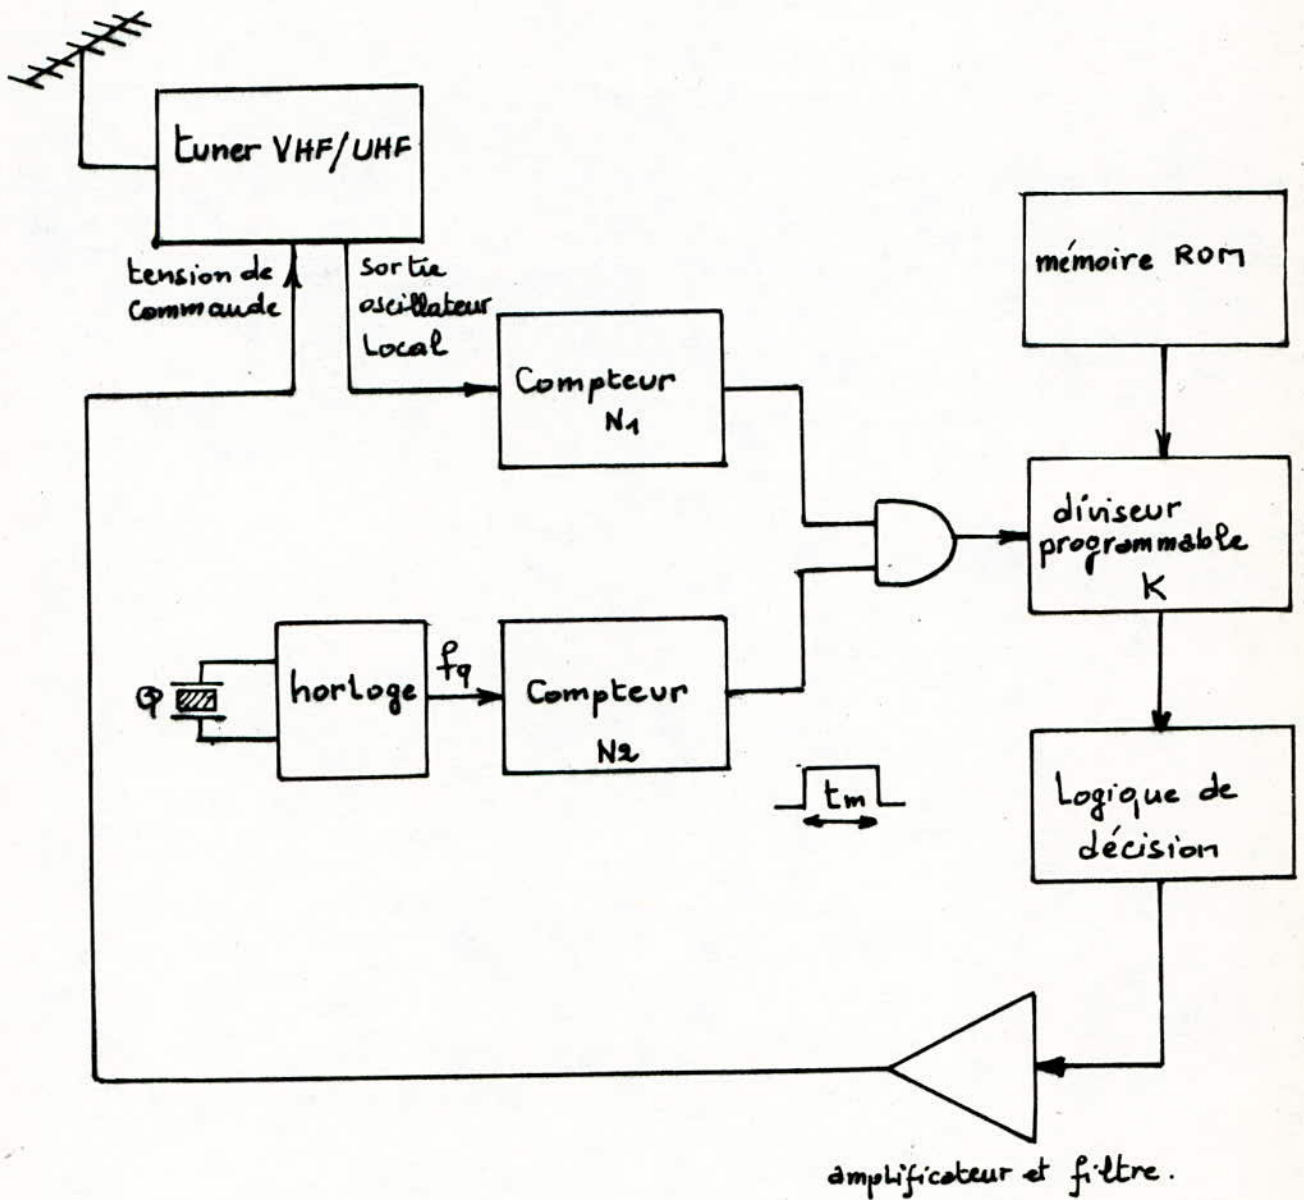 tuner VHF/UHF
tension de
commande
sortie
oscillateur
Local
Compteur
N1
mémoire ROM
diviseur
programmable
K
Q
horloge
fq
Compteur
N2
tm
Logique de
décision
amplificateur et filtre.